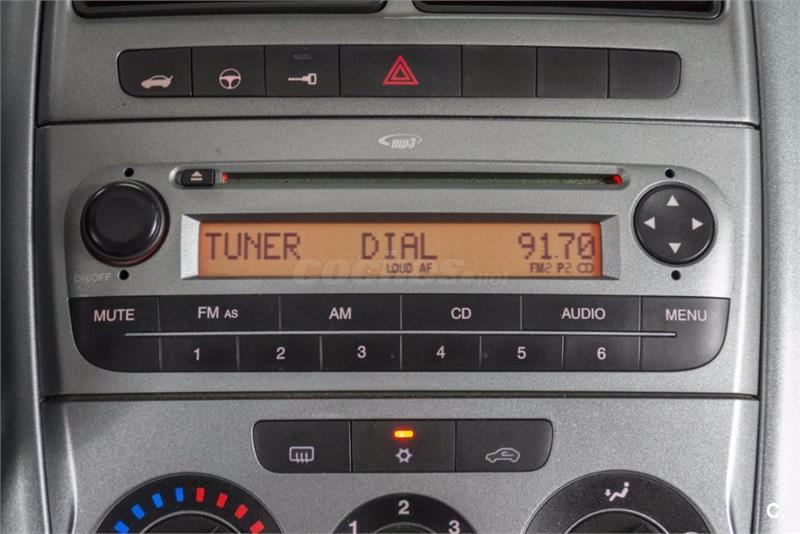 mp3
TUNER DIAL 91.70
LOUD AF FM2 P2
ON/OFF
MUTE FM AS AM CD AUDIO MENU
1 2 3 4 5 6
1 2 3
C.